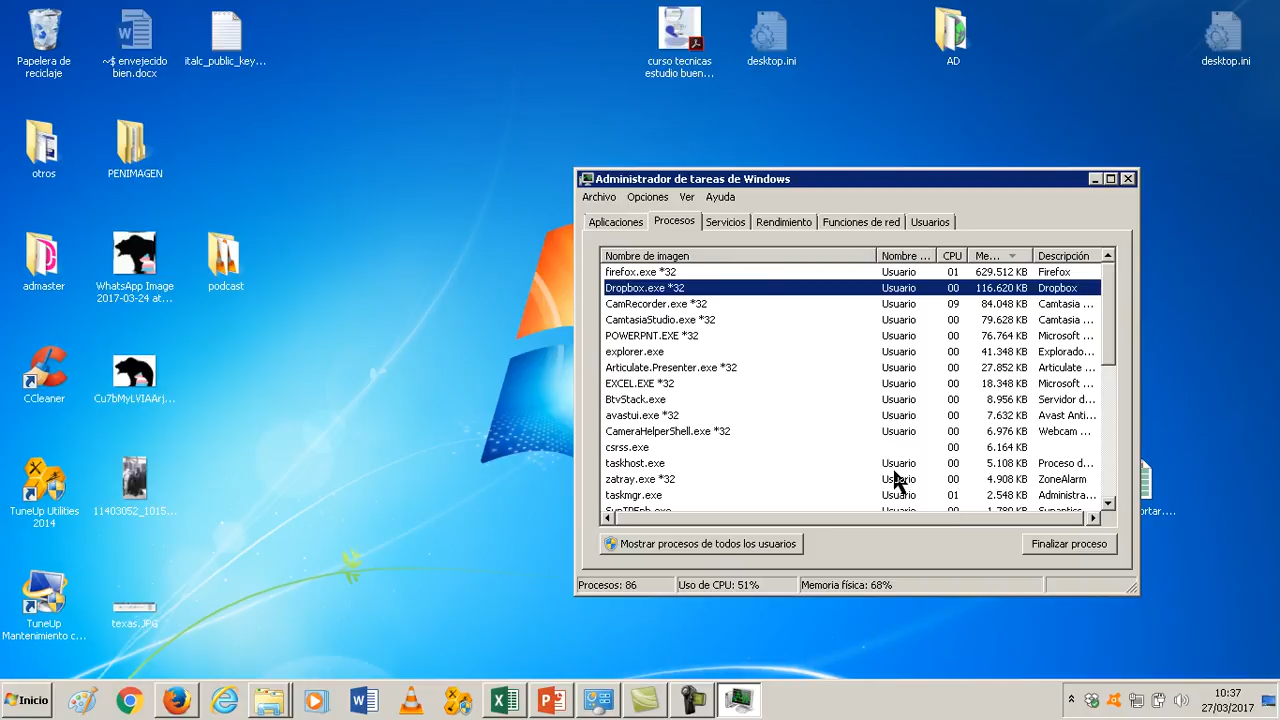 Papelera de
reciclaje
~$ envejecido
bien.docx
italc_public_key...
curso tecnicas
estudio buen...
desktop.ini
AD
desktop.ini
otros
PENIMAGEN
admaster
WhatsApp Image
2017-03-24 at...
podcast
CCleaner
Cu7bMyLVIAArj...
TuneUp Utilities
2014
11403052_1015...
TuneUp
Mantenimiento c...
texas.JPG
ortar....
Administrador de tareas de Windows
Archivo Opciones Ver Ayuda
Aplicaciones Procesos Servicios Rendimiento Funciones de red Usuarios
Nombre de imagen Nombre ... CPU Me... Descripción
firefox.exe *32 Usuario 01 629.512 KB Firefox
Dropbox.exe *32 Usuario 00 116.620 KB Dropbox
CamRecorder.exe *32 Usuario 09 84.048 KB Camtasia ...
CamtasiaStudio.exe *32 Usuario 00 79.628 KB Camtasia ...
POWERPNT.EXE *32 Usuario 00 76.764 KB Microsoft ...
explorer.exe Usuario 00 41.348 KB Explorado...
Articulate.Presenter.exe *32 Usuario 00 27.852 KB Articulate ...
EXCEL.EXE *32 Usuario 00 18.348 KB Microsoft ...
BtvStack.exe Usuario 00 8.956 KB Servidor d...
avastui.exe *32 Usuario 00 7.632 KB Avast Anti...
CameraHelperShell.exe *32 Usuario 00 6.976 KB Webcam ...
csrss.exe 00 6.164 KB
taskhost.exe Usuario 00 5.108 KB Proceso d...
zatray.exe *32 Usuario 00 4.908 KB ZoneAlarm
taskmgr.exe Usuario 01 2.548 KB Administra...
Mostrar procesos de todos los usuarios Finalizar proceso
Procesos: 86 Uso de CPU: 51% Memoria física: 68%
Inicio
10:37
27/03/2017